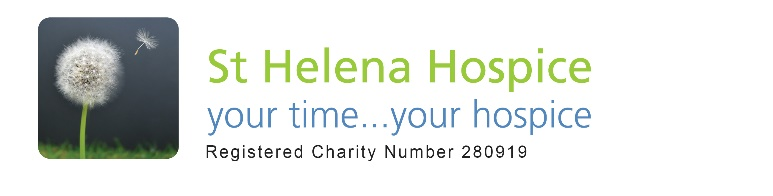 St Helena Hospice
your time...your hospice
Registered Charity Number 280919